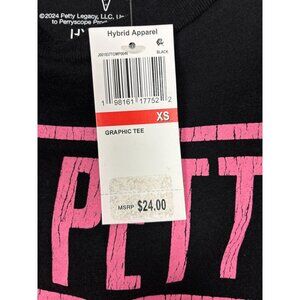 ©2024 Petty Legacy, LLC
to Perryscope Prod
Hybrid Apparel
BLACK
1 98161 17752 2
XS
GRAPHIC TEE
MSRP $24.00
PETT